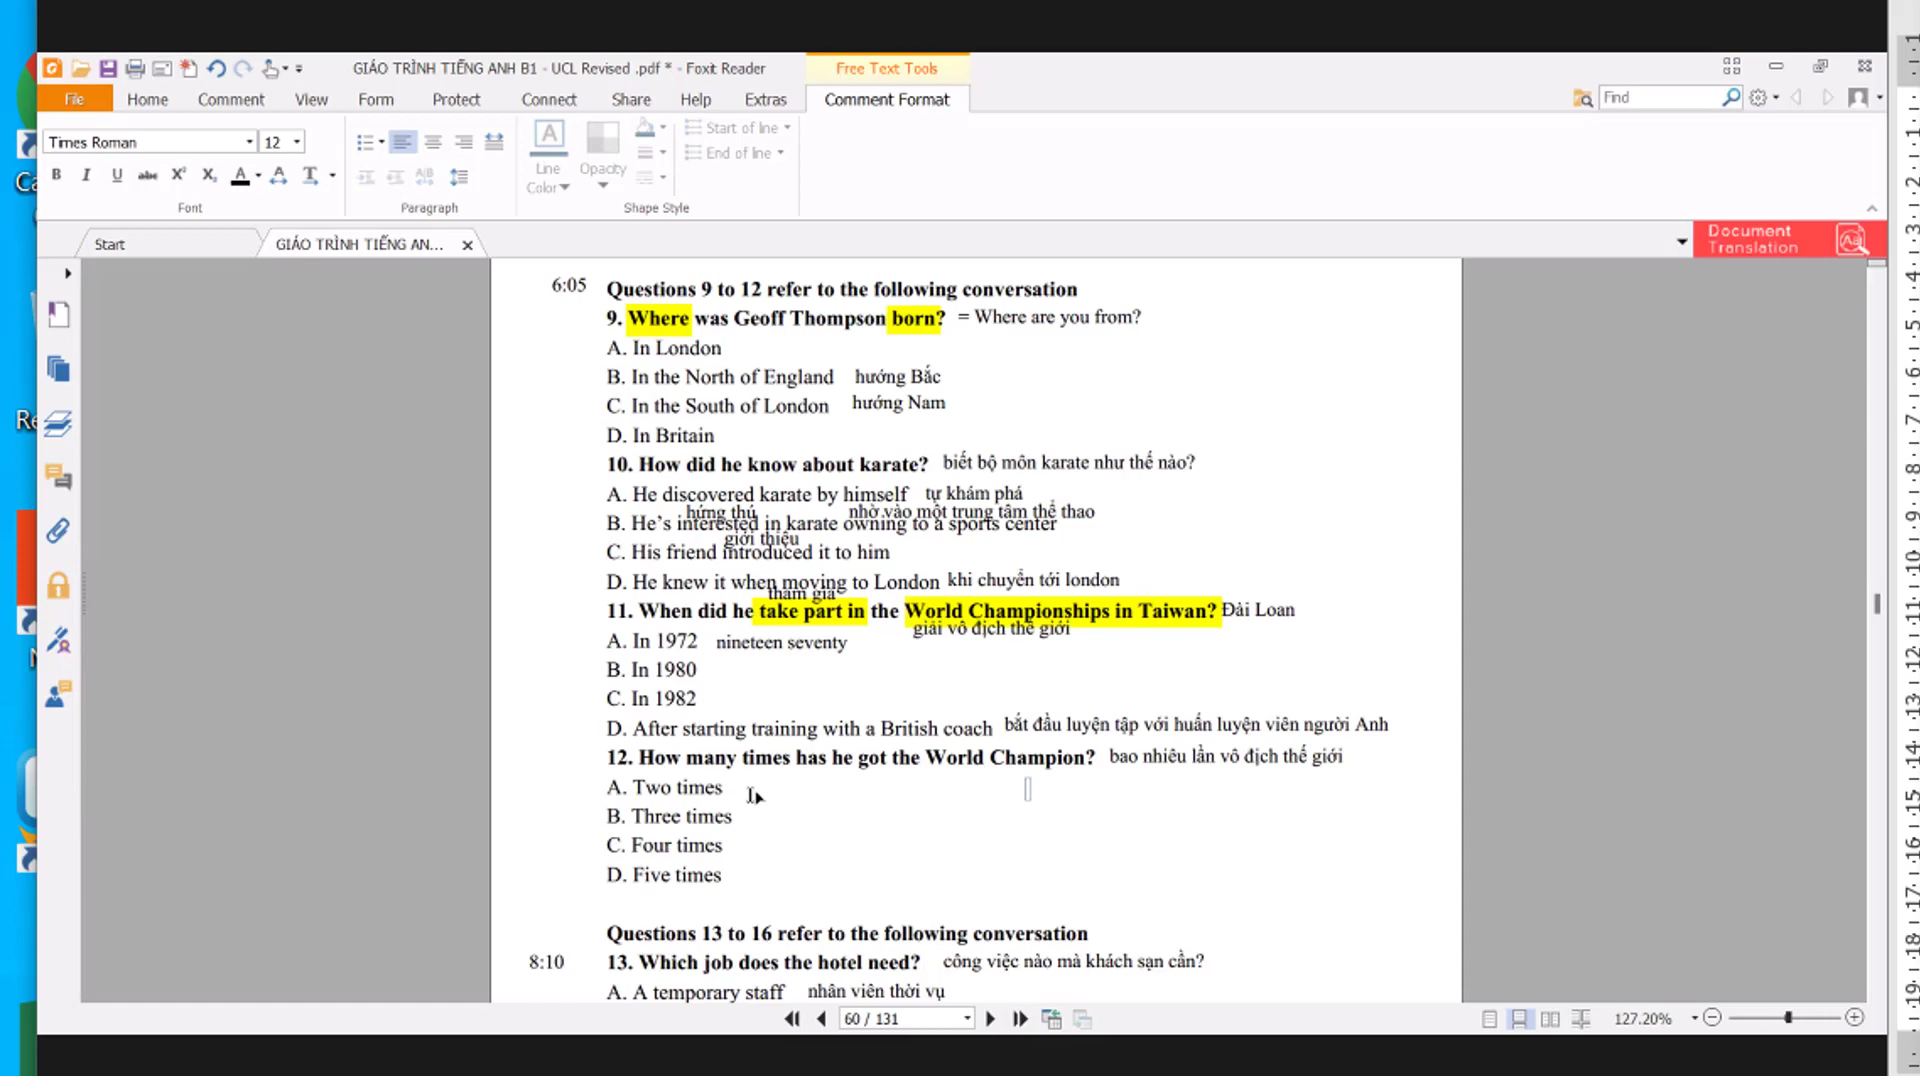 GIÁO TRÌNH TIẾNG ANH B1 - UCL Revised .pdf * - Foxit Reader
Free Text Tools
File Home Comment View Form Protect Connect Share Help Extras Comment Format
Find
Times Roman 12
Start of line
End of line
Line Color
Opacity
Font Paragraph Shape Style
Start
GIÁO TRÌNH TIẾNG AN...
Document Translation
6:05 Questions 9 to 12 refer to the following conversation
9. Where was Geoff Thompson born? = Where are you from?
A. In London
B. In the North of England hướng Bắc
C. In the South of London hướng Nam
D. In Britain
10. How did he know about karate? biết bộ môn karate như thế nào?
A. He discovered karate by himself tự khám phá
hứng thú nhờ vào một trung tâm thể thao
B. He's interested in karate owning to a sports center
giới thiệu
C. His friend introduced it to him
D. He knew it when moving to London khi chuyển tới london
tham gia
11. When did he take part in the World Championships in Taiwan? Đài Loan
giải vô địch thế giới
A. In 1972 nineteen seventy
B. In 1980
C. In 1982
D. After starting training with a British coach bắt đầu luyện tập với huấn luyện viên người Anh
12. How many times has he got the World Champion? bao nhiêu lần vô địch thế giới
A. Two times
B. Three times
C. Four times
D. Five times
Questions 13 to 16 refer to the following conversation
8:10 13. Which job does the hotel need? công việc nào mà khách sạn cần?
A. A temporary staff nhân viên thời vụ
60 / 131
127.20%